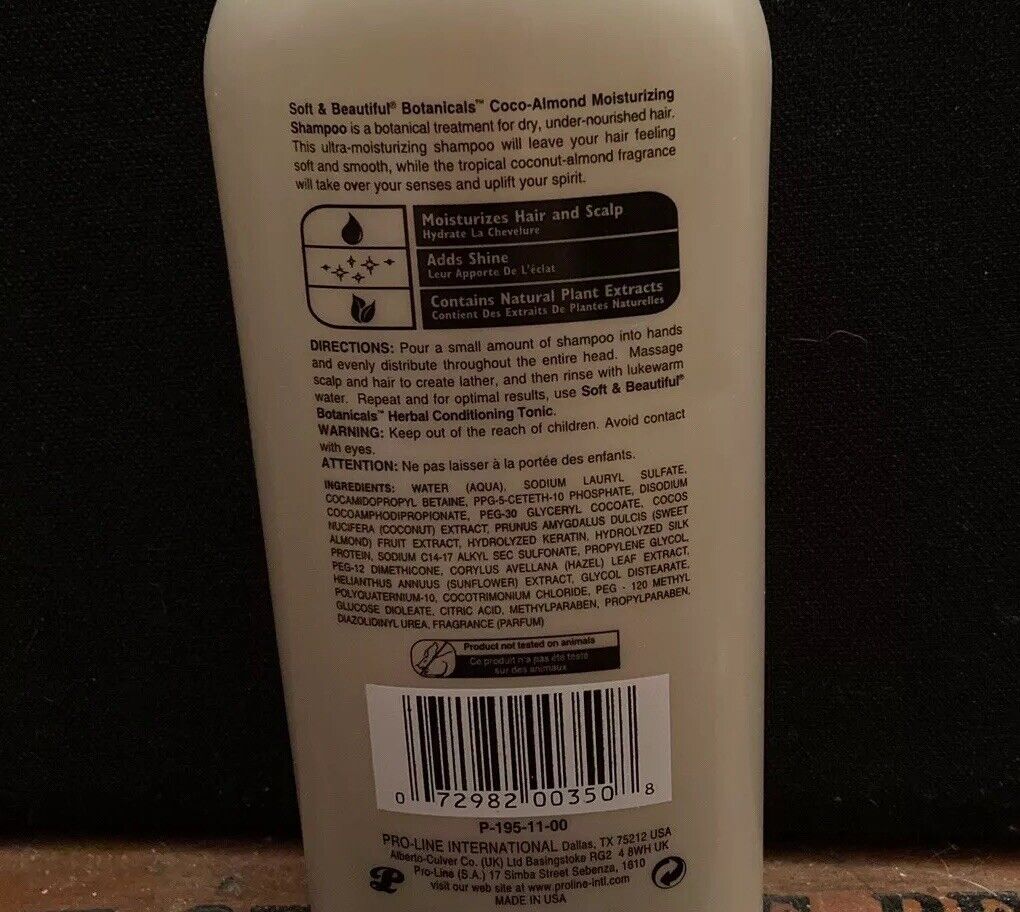 Soft & Beautiful® Botanicals™ Coco-Almond Moisturizing
Shampoo is a botanical treatment for dry, under-nourished hair.
This ultra-moisturizing shampoo will leave your hair feeling
soft and smooth, while the tropical coconut-almond fragrance
will take over your senses and uplift your spirit.
Moisturizes Hair and Scalp
Hydrate La Chevelure
Adds Shine
Leur Apporte De L'éclat
Contains Natural Plant Extracts
Contient Des Extraits De Plantes Naturelles
DIRECTIONS: Pour a small amount of shampoo into hands
and evenly distribute throughout the entire head. Massage
scalp and hair to create lather, and then rinse with lukewarm
water. Repeat and for optimal results, use Soft & Beautiful®
Botanicals™ Herbal Conditioning Tonic.
WARNING: Keep out of the reach of children. Avoid contact
with eyes.
ATTENTION: Ne pas laisser à la portée des enfants.
INGREDIENTS: WATER (AQUA), SODIUM LAURYL SULFATE,
COCAMIDOPROPYL BETAINE, PPG-5-CETETH-10 PHOSPHATE, DISODIUM
COCOAMPHODIPROPIONATE, PEG-30 GLYCERYL COCOATE, COCOS
NUCIFERA (COCONUT) EXTRACT, PRUNUS AMYGDALUS DULCIS (SWEET
ALMOND) FRUIT EXTRACT, HYDROLYZED KERATIN, HYDROLYZED SILK
PROTEIN, SODIUM C14-17 ALKYL SEC SULFONATE, PROPYLENE GLYCOL,
PEG-12 DIMETHICONE, CORYLUS AVELLANA (HAZEL) LEAF EXTRACT,
HELIANTHUS ANNUUS (SUNFLOWER) EXTRACT, GLYCOL DISTEARATE,
POLYQUATERNIUM-10, COCOTRIMONIUM CHLORIDE, PEG - 120 METHYL
GLUCOSE DIOLEATE, CITRIC ACID, METHYLPARABEN, PROPYLPARABEN,
DIAZOLIDINYL UREA, FRAGRANCE (PARFUM)
Product not tested on animals
Ce produit n'a pas été testé
sur des animaux
0 72982 00350 8
P-195-11-00
PRO-LINE INTERNATIONAL Dallas, TX 75212 USA
Alberto-Culver Co. (UK) Ltd Basingstoke RG2 4 8WH UK
Pro-Line (S.A.) 17 Simba Street Sebenza, 1610
visit our web site at www.proline-intl.com
MADE IN USA